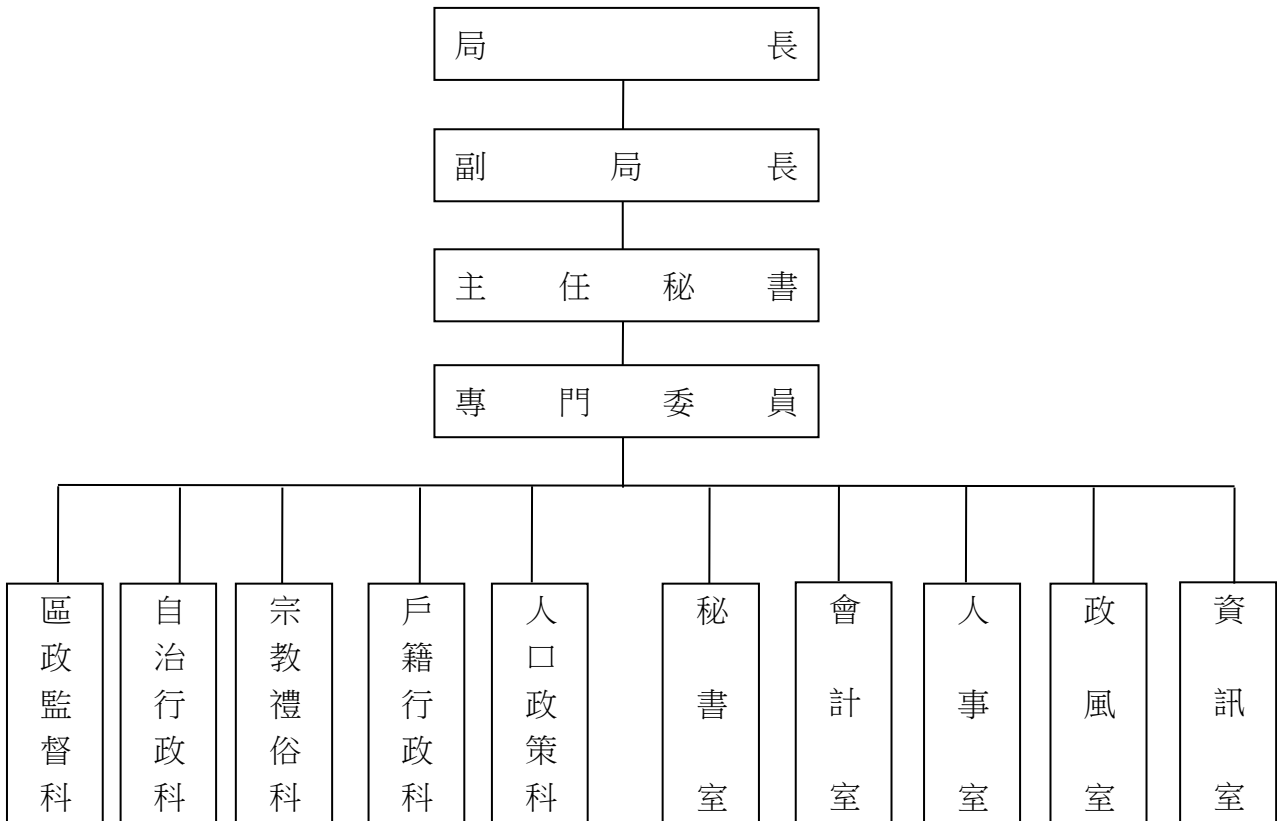 局長
副局長
主任秘書
專門委員
區政監督科
自治行政科
宗教禮俗科
戶籍行政科
人口政策科
秘書室
會計室
人事室
政風室
資訊室